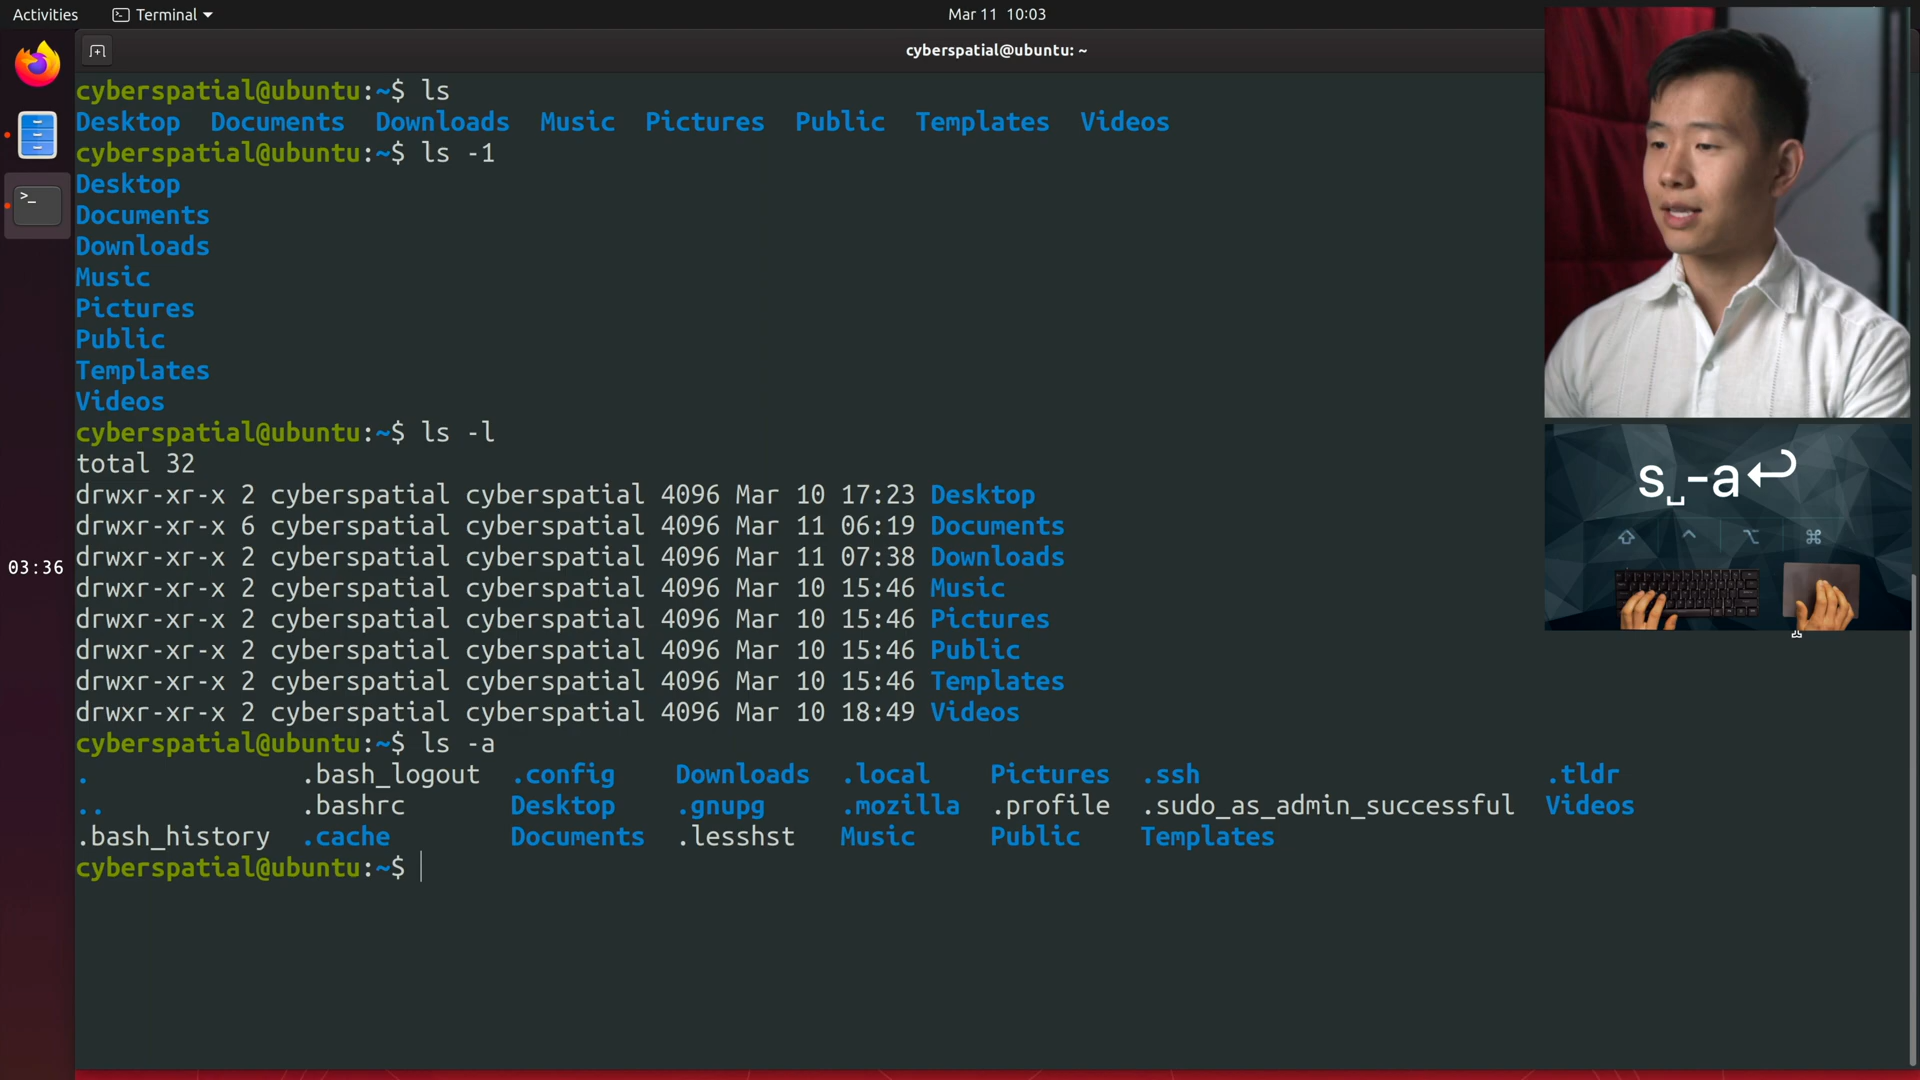 Activities Terminal Mar 11 10:03
cyberspatial@ubuntu: ~
cyberspatial@ubuntu:~$ ls
Desktop Documents Downloads Music Pictures Public Templates Videos
cyberspatial@ubuntu:~$ ls -1
Desktop
Documents
Downloads
Music
Pictures
Public
Templates
Videos
cyberspatial@ubuntu:~$ ls -l
total 32
drwxr-xr-x 2 cyberspatial cyberspatial 4096 Mar 10 17:23 Desktop
drwxr-xr-x 6 cyberspatial cyberspatial 4096 Mar 11 06:19 Documents
drwxr-xr-x 2 cyberspatial cyberspatial 4096 Mar 11 07:38 Downloads
drwxr-xr-x 2 cyberspatial cyberspatial 4096 Mar 10 15:46 Music
drwxr-xr-x 2 cyberspatial cyberspatial 4096 Mar 10 15:46 Pictures
drwxr-xr-x 2 cyberspatial cyberspatial 4096 Mar 10 15:46 Public
drwxr-xr-x 2 cyberspatial cyberspatial 4096 Mar 10 15:46 Templates
drwxr-xr-x 2 cyberspatial cyberspatial 4096 Mar 10 18:49 Videos
cyberspatial@ubuntu:~$ ls -a
. .bash_logout .config Downloads .local Pictures .ssh .tldr
.. .bashrc Desktop .gnupg .mozilla .profile .sudo_as_admin_successful Videos
.bash_history .cache Documents .lesshst Music Public Templates
cyberspatial@ubuntu:~$
03:36
s␣-a↩
⇧ ⌃ ⌥ ⌘